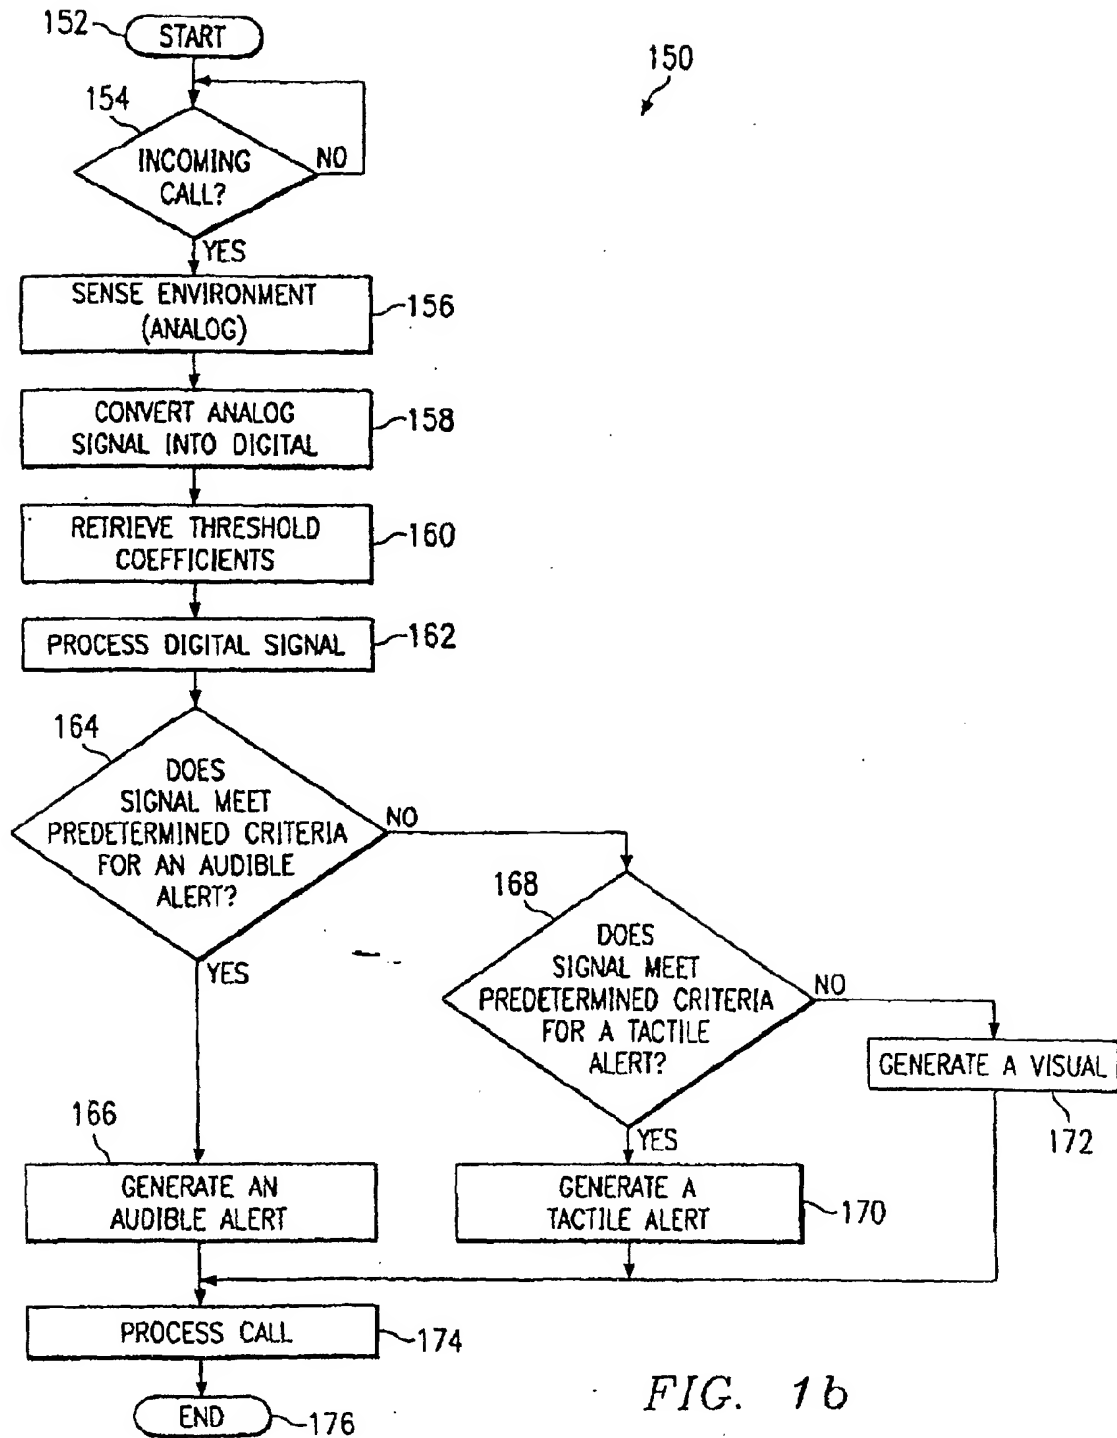 152
START
150
154
INCOMING
CALL?
NO
YES
SENSE ENVIRONMENT
(ANALOG)
156
CONVERT ANALOG
SIGNAL INTO DIGITAL
158
RETRIEVE THRESHOLD
COEFFICIENTS
160
PROCESS DIGITAL SIGNAL
162
164
DOES
SIGNAL MEET
PREDETERMINED CRITERIA
FOR AN AUDIBLE
ALERT?
NO
YES
168
DOES
SIGNAL MEET
PREDETERMINED CRITERIA
FOR A TACTILE
ALERT?
NO
YES
GENERATE A VISUAL
172
166
GENERATE AN
AUDIBLE ALERT
GENERATE A
TACTILE ALERT
170
PROCESS CALL
174
END
176
FIG. 1b